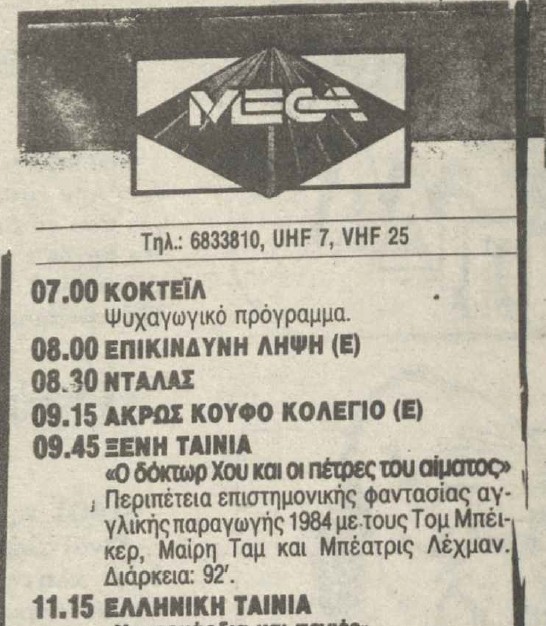 MEGA
Τηλ.: 6833810, UHF 7, VHF 25
07.00 ΚΟΚΤΕΪΛ
Ψυχαγωγικό πρόγραμμα.
08.00 ΕΠΙΚΙΝΔΥΝΗ ΛΗΨΗ (Ε)
08.30 ΝΤΑΛΑΣ
09.15 ΑΚΡΩΣ ΚΟΥΦΟ ΚΟΛΕΓΙΟ (Ε)
09.45 ΞΕΝΗ ΤΑΙΝΙΑ
«Ο δόκτωρ Χου και οι πέτρες του αίματος»
Περιπέτεια επιστημονικής φαντασίας αγ-
γλικής παραγωγής 1984 με τους Τομ Μπέι-
κερ, Μαίρη Ταμ και Μπέατρις Λέχμαν.
Διάρκεια: 92'.
11.15 ΕΛΛΗΝΙΚΗ ΤΑΙΝΙΑ